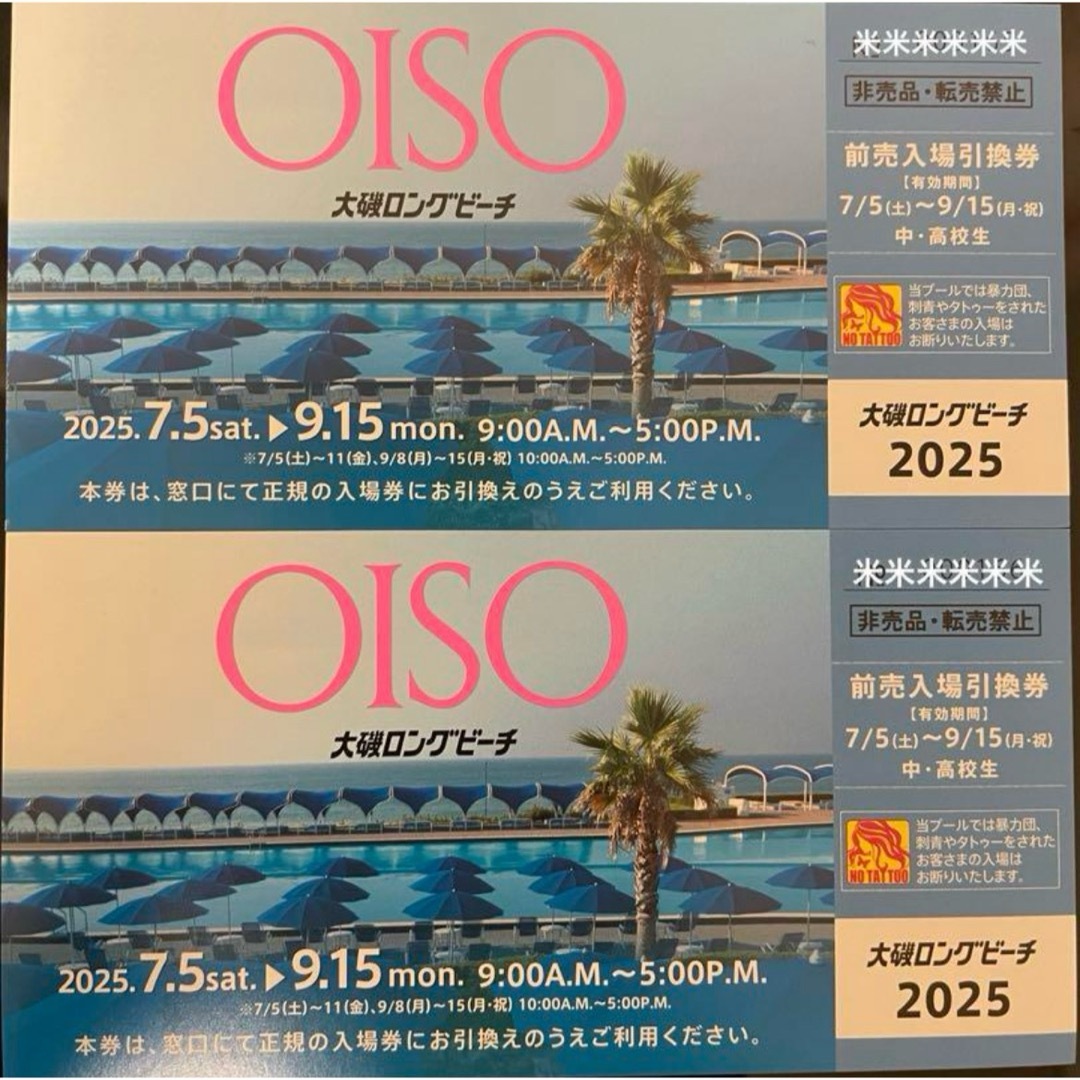 OISO
大磯ロングビーチ
2025. 7.5sat.▶9.15 mon. 9:00A.M.〜5:00P.M.
※7/5(土)〜11(金)、9/8(月)〜15(月・祝) 10:00A.M.〜5:00P.M.
本券は、窓口にて正規の入場券にお引換えのうえご利用ください。
米米米米米米
非売品・転売禁止
前売入場引換券
【有効期間】
7/5(土)〜9/15(月・祝)
中・高校生
当プールでは暴力団、
刺青やタトゥーをされた
お客さまの入場は
お断りいたします。
NO TATTOO
大磯ロングビーチ
2025
OISO
大磯ロングビーチ
2025. 7.5sat.▶9.15 mon. 9:00A.M.〜5:00P.M.
※7/5(土)〜11(金)、9/8(月)〜15(月・祝) 10:00A.M.〜5:00P.M.
本券は、窓口にて正規の入場券にお引換えのうえご利用ください。
米米米米米米
非売品・転売禁止
前売入場引換券
【有効期間】
7/5(土)〜9/15(月・祝)
中・高校生
当プールでは暴力団、
刺青やタトゥーをされた
お客さまの入場は
お断りいたします。
NO TATTOO
大磯ロングビーチ
2025